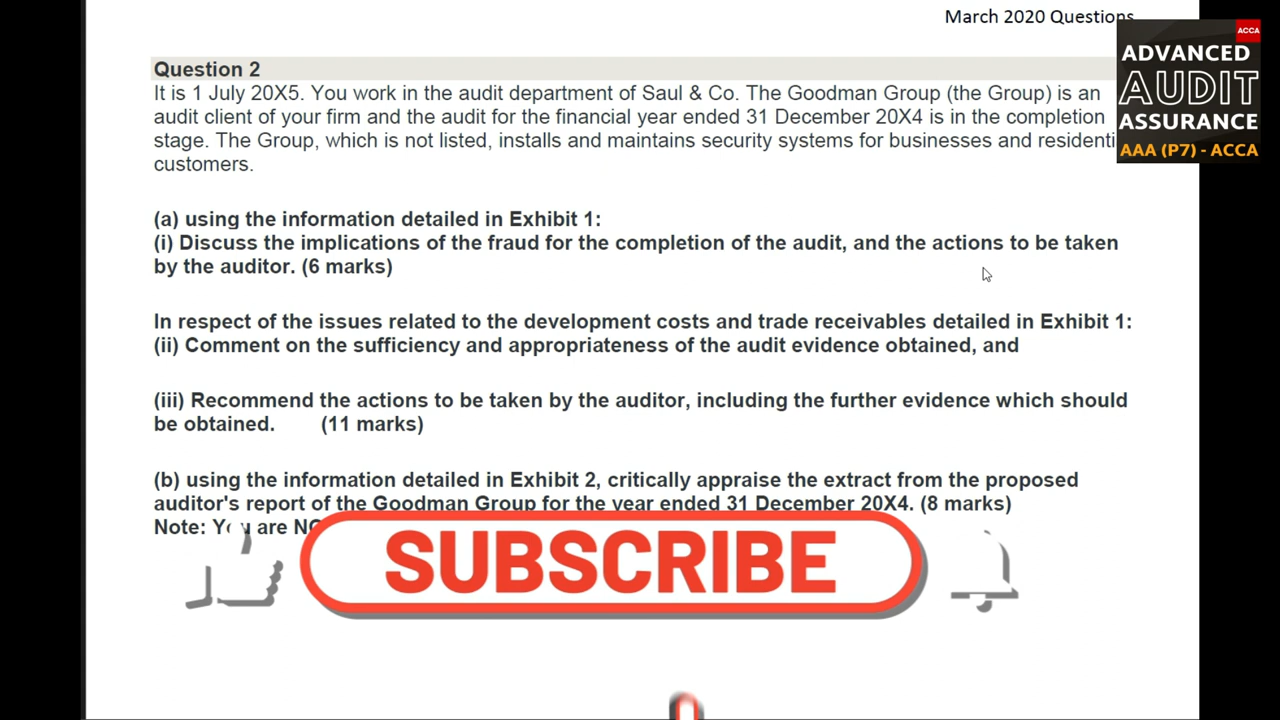 March 2020 Questions
ACCA
ADVANCED
AUDIT
ASSURANCE
AAA (P7) - ACCA
Question 2
It is 1 July 20X5. You work in the audit department of Saul & Co. The Goodman Group (the Group) is an
audit client of your firm and the audit for the financial year ended 31 December 20X4 is in the completion
stage. The Group, which is not listed, installs and maintains security systems for businesses and residenti
customers.
(a) using the information detailed in Exhibit 1:
(i) Discuss the implications of the fraud for the completion of the audit, and the actions to be taken
by the auditor. (6 marks)
In respect of the issues related to the development costs and trade receivables detailed in Exhibit 1:
(ii) Comment on the sufficiency and appropriateness of the audit evidence obtained, and
(iii) Recommend the actions to be taken by the auditor, including the further evidence which should
be obtained. (11 marks)
(b) using the information detailed in Exhibit 2, critically appraise the extract from the proposed
auditor's report of the Goodman Group for the year ended 31 December 20X4. (8 marks)
Note: You are
SUBSCRIBE